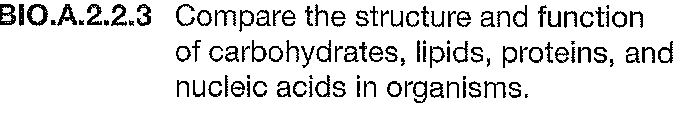 BIO.A.2.2.3 Compare the structure and function
of carbohydrates, lipids, proteins, and
nucleic acids in organisms.